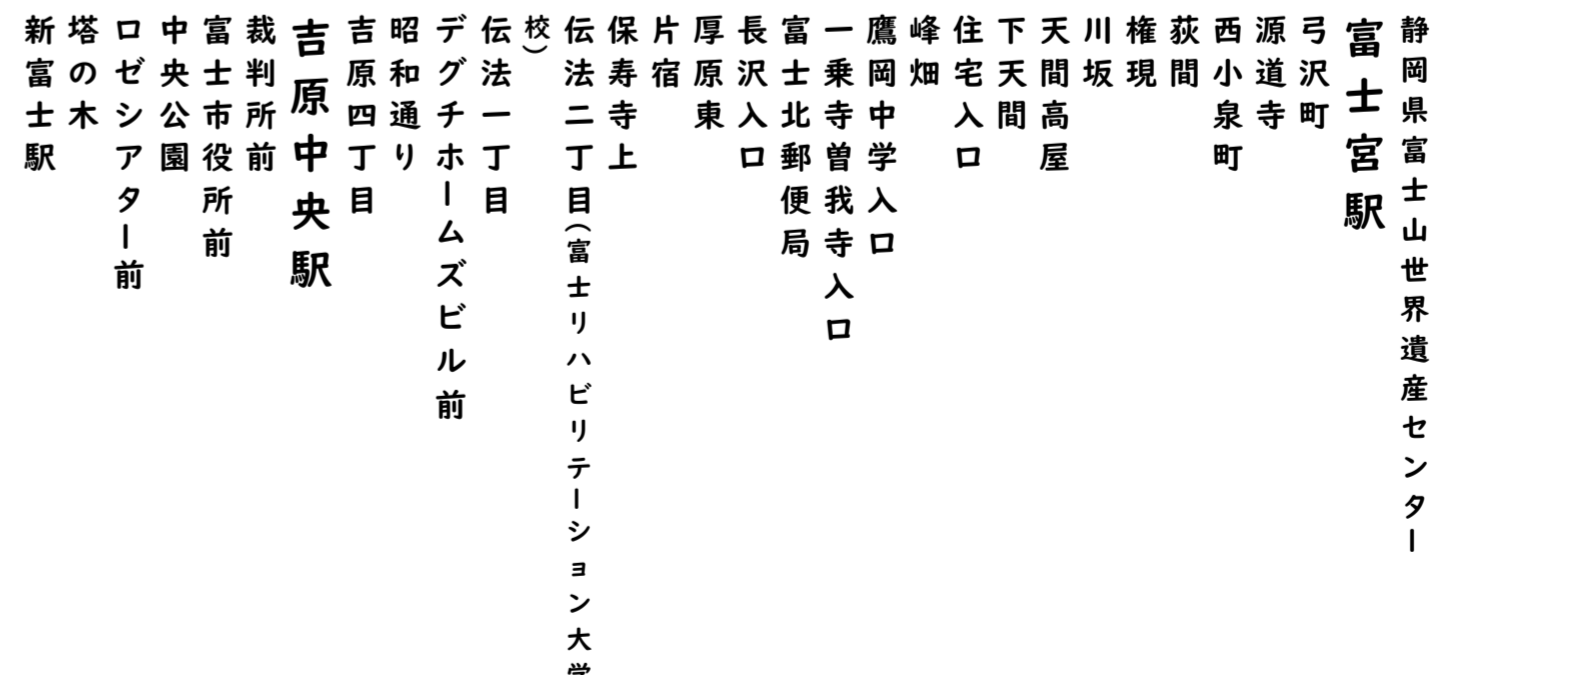 静岡県富士山世界遺産センター
富士宮駅
弓沢町
源道寺
西小泉町
荻間
権現
川坂
天間高屋
下天間
住宅入口
峰畑
鷹岡中学入口
一乗寺曽我寺入口
富士北郵便局
長沢入口
厚原東
片宿
保寿寺上
伝法二丁目(富士リハビリテーション大学
校)
伝法一丁目
デグチホームズビル前
昭和通り
吉原四丁目
吉原中央駅
裁判所前
富士市役所前
中央公園
ロゼシアター前
塔の木
新富士駅